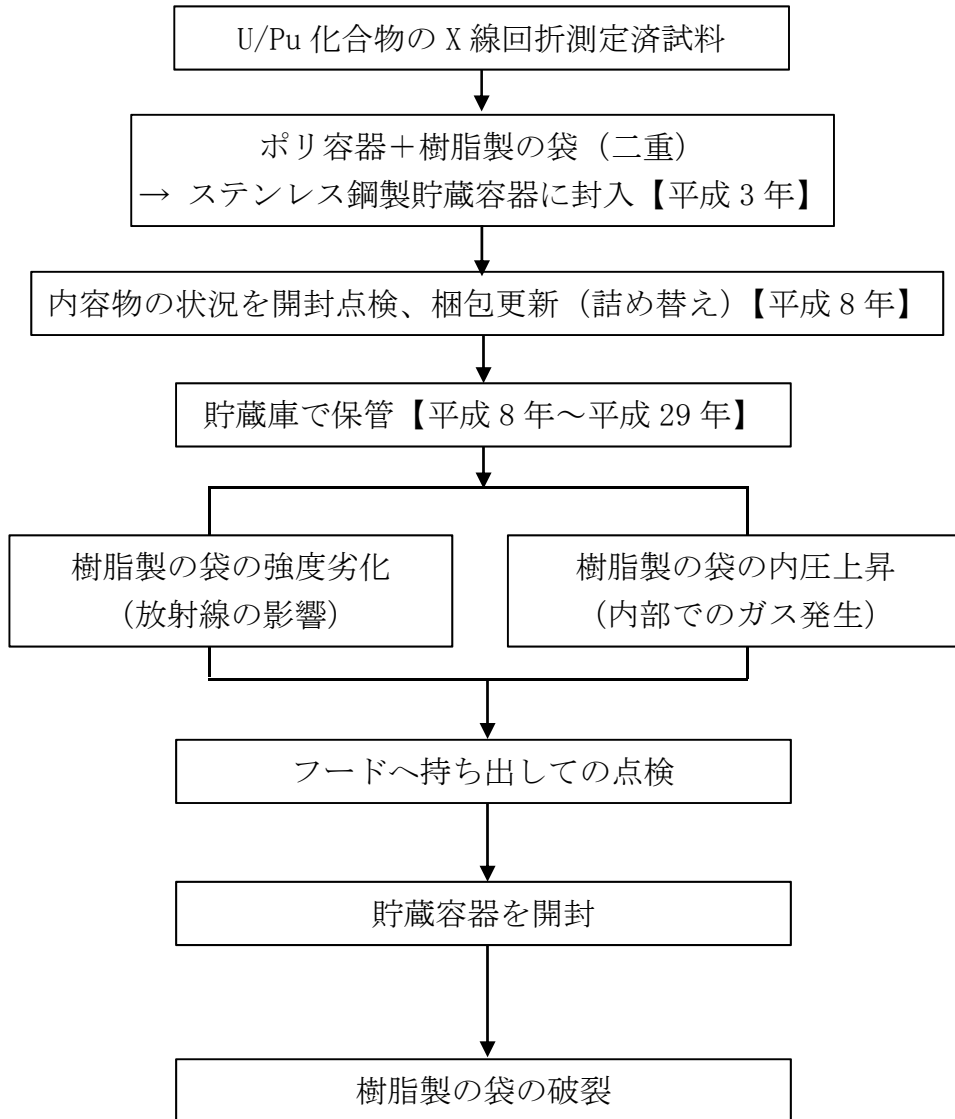 U/Pu 化合物の X 線回折測定済試料
ポリ容器＋樹脂製の袋（二重）
→ ステンレス鋼製貯蔵容器に封入【平成 3 年】
内容物の状況を開封点検、梱包更新（詰め替え）【平成 8 年】
貯蔵庫で保管【平成 8 年～平成 29 年】
樹脂製の袋の強度劣化
（放射線の影響）
樹脂製の袋の内圧上昇
（内部でのガス発生）
フードへ持ち出しての点検
貯蔵容器を開封
樹脂製の袋の破裂